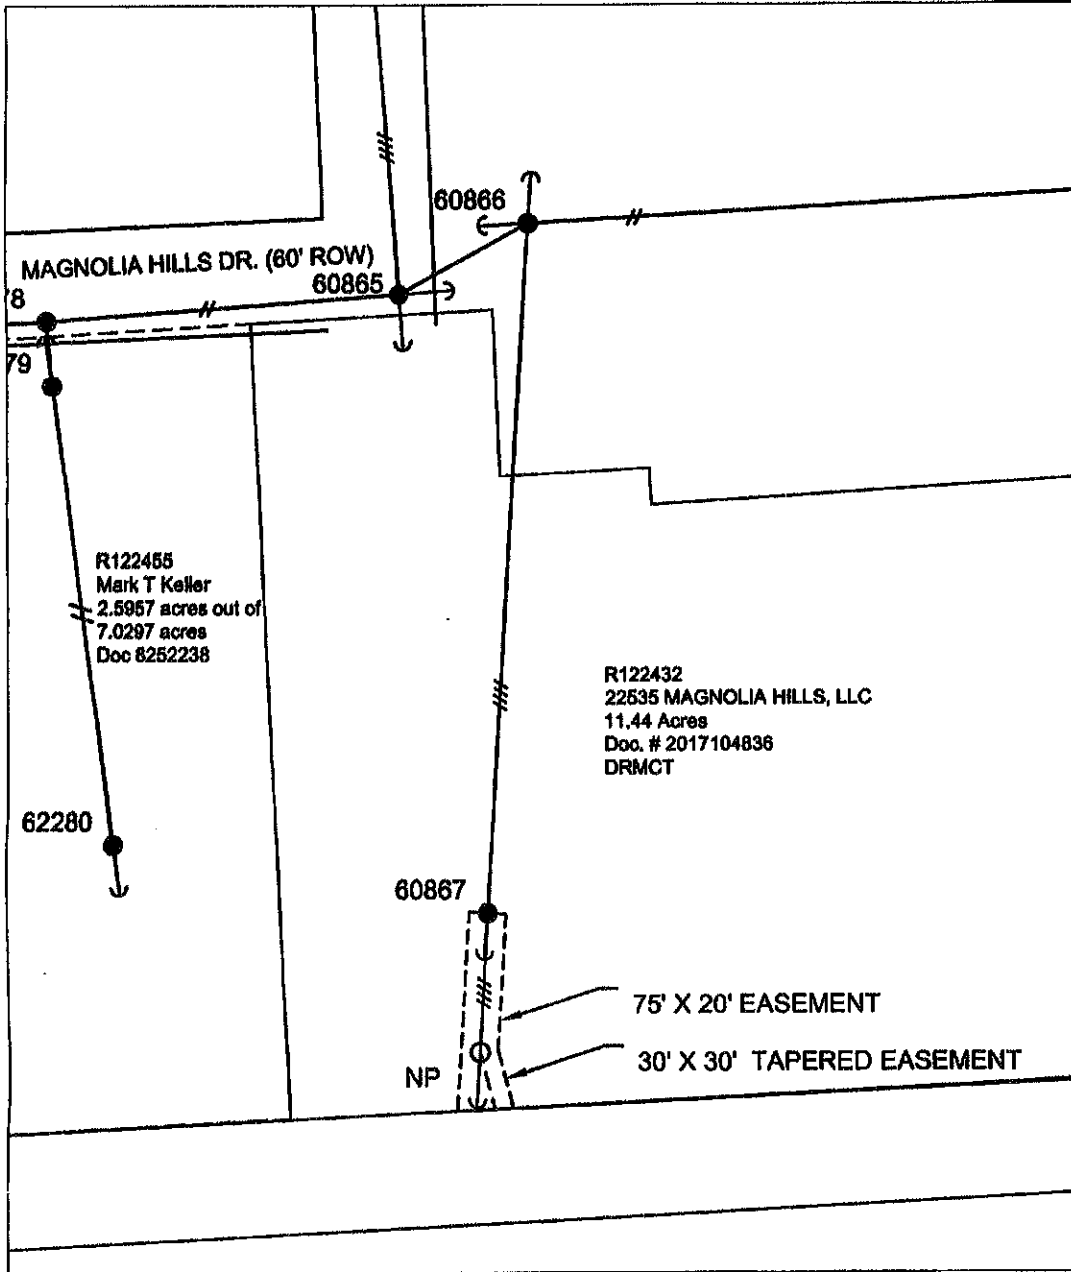 60866
MAGNOLIA HILLS DR. (60' ROW)
60865
78
79
R122455
Mark T Keller
2.5957 acres out of
7.0297 acres
Doc 8252238
R122432
22535 MAGNOLIA HILLS, LLC
11.44 Acres
Doc. # 2017104836
DRMCT
62280
60867
75' X 20' EASEMENT
30' X 30' TAPERED EASEMENT
NP